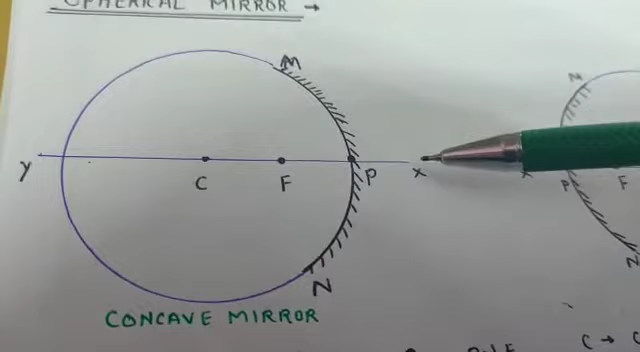 SPHERICAL MIRROR →
M
M
Y
C
F
P
X
P
F
N
N
CONCAVE MIRROR
C →